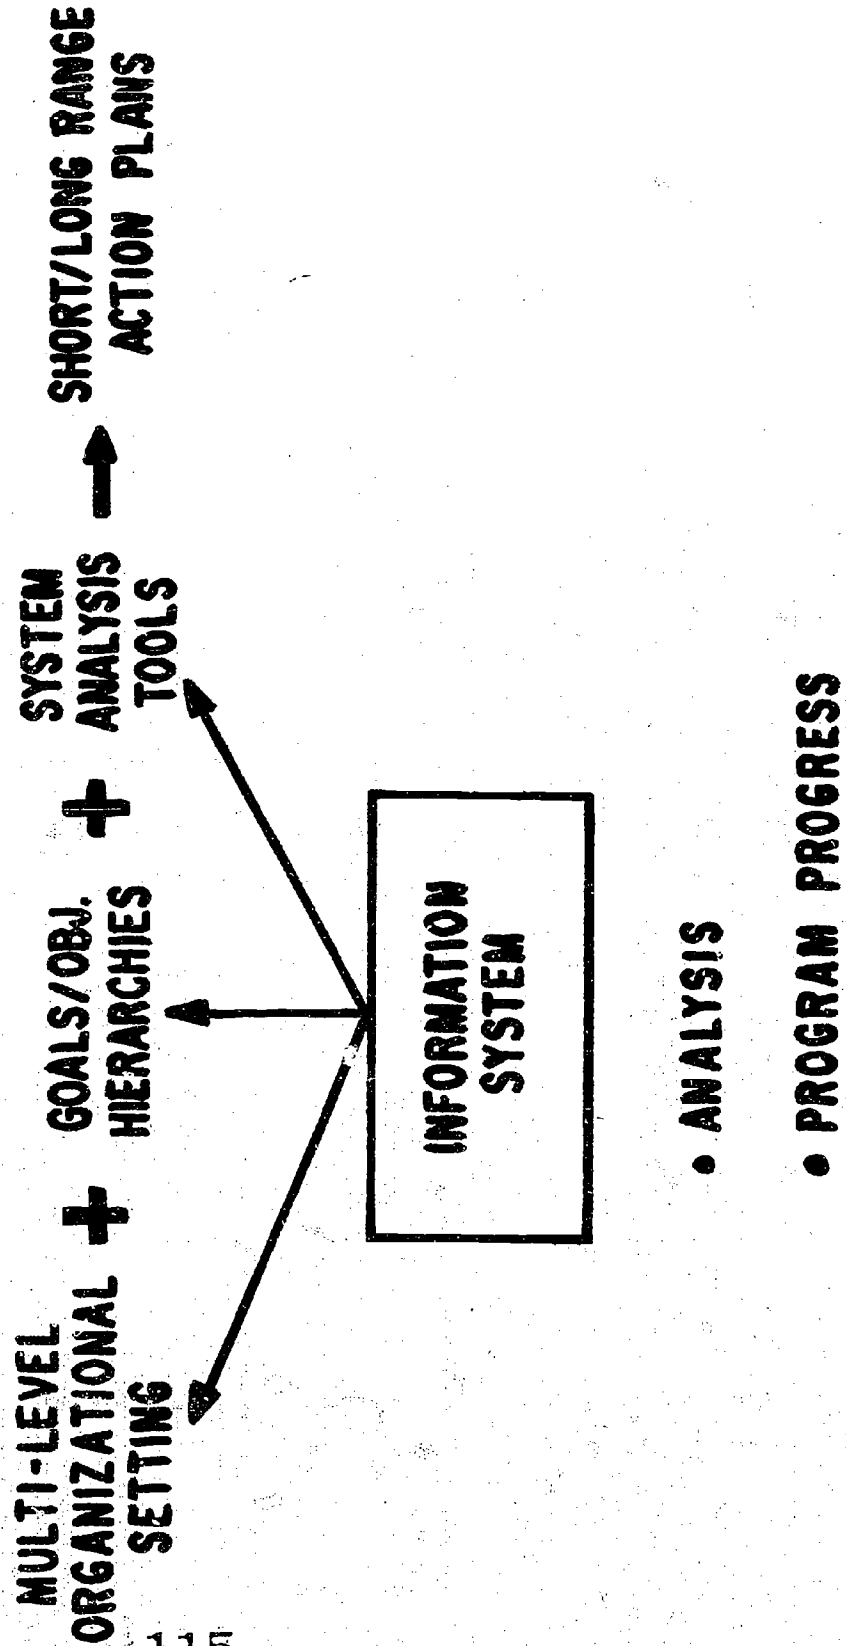 MULTI-LEVEL
ORGANIZATIONAL
SETTING
+
GOALS/OBJ.
HIERARCHIES
+
SYSTEM
ANALYSIS
TOOLS
SHORT/LONG RANGE
ACTION PLANS
INFORMATION
SYSTEM
• ANALYSIS
• PROGRAM PROGRESS
115